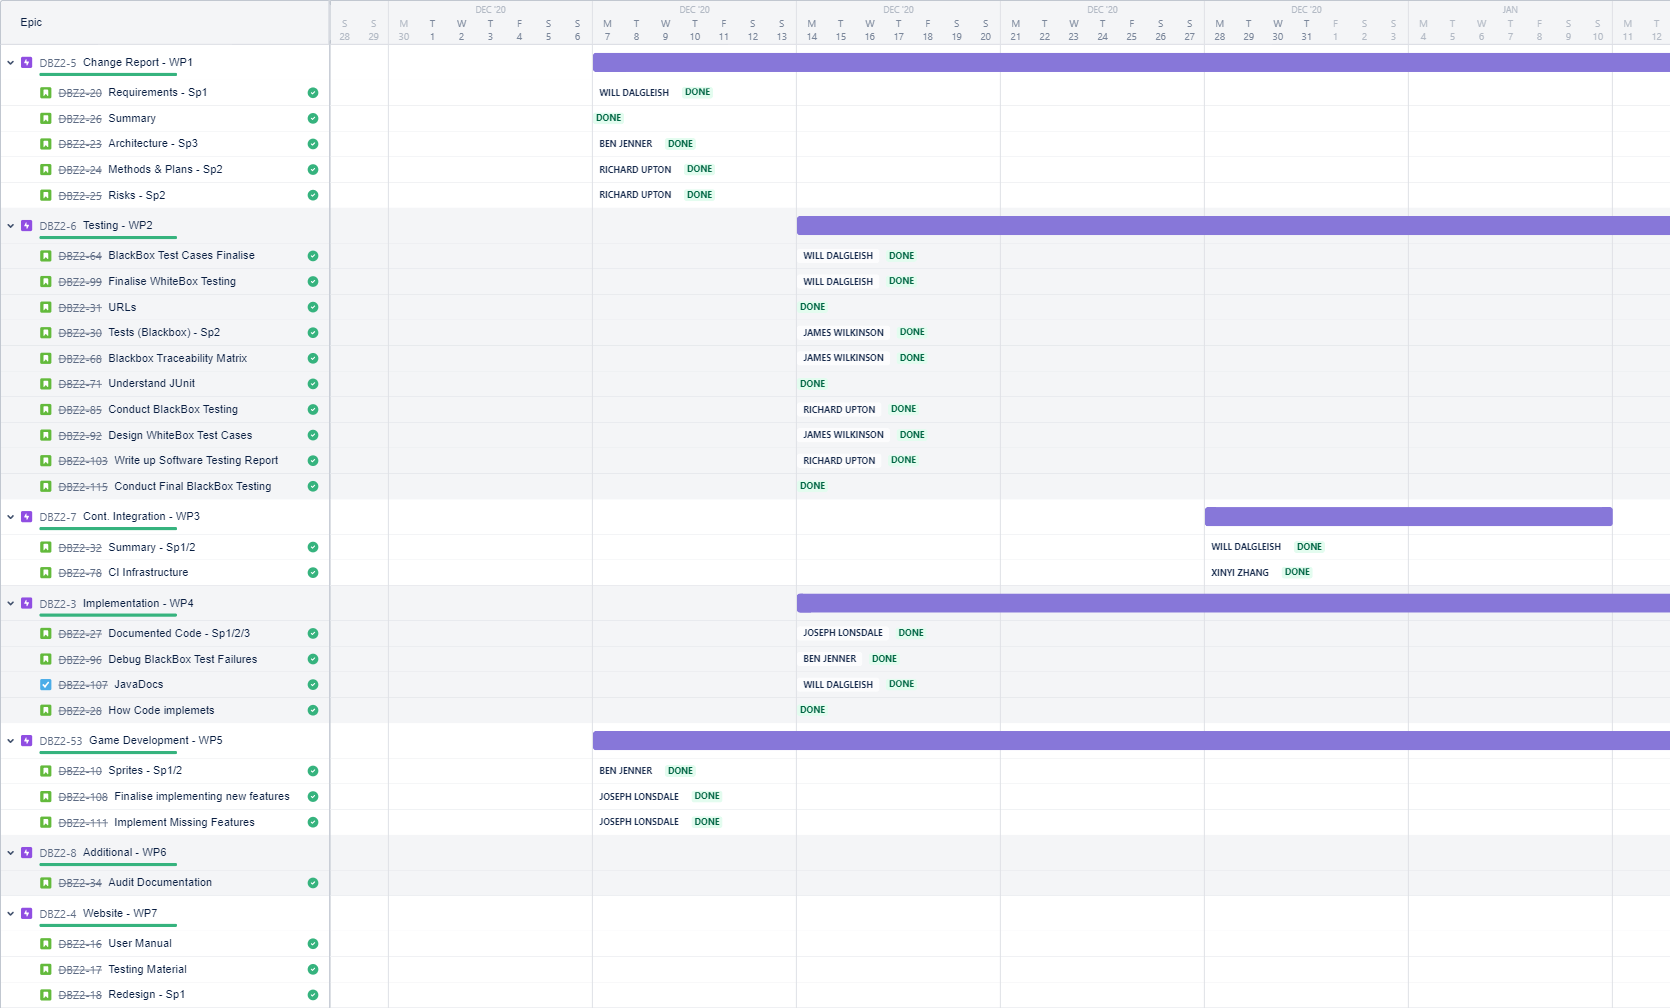 Epic
DEC '20 DEC '20 DEC '20 DEC '20 DEC '20 JAN
S S M T W T F S S M T W T F S S M T W T F S S M T W T F S S M T W T F S S M T W T F S S M T
28 29 30 1 2 3 4 5 6 7 8 9 10 11 12 13 14 15 16 17 18 19 20 21 22 23 24 25 26 27 28 29 30 31 1 2 3 4 5 6 7 8 9 10 11 12
DBZ2-5 Change Report - WP1
DBZ2-20 Requirements - Sp1 WILL DALGLEISH DONE
DBZ2-26 Summary DONE
DBZ2-23 Architecture - Sp3 BEN JENNER DONE
DBZ2-24 Methods & Plans - Sp2 RICHARD UPTON DONE
DBZ2-25 Risks - Sp2 RICHARD UPTON DONE
DBZ2-6 Testing - WP2
DBZ2-64 BlackBox Test Cases Finalise WILL DALGLEISH DONE
DBZ2-99 Finalise WhiteBox Testing WILL DALGLEISH DONE
DBZ2-31 URLs DONE
DBZ2-30 Tests (Blackbox) - Sp2 JAMES WILKINSON DONE
DBZ2-68 Blackbox Traceability Matrix JAMES WILKINSON DONE
DBZ2-71 Understand JUnit DONE
DBZ2-85 Conduct BlackBox Testing RICHARD UPTON DONE
DBZ2-92 Design WhiteBox Test Cases JAMES WILKINSON DONE
DBZ2-103 Write up Software Testing Report RICHARD UPTON DONE
DBZ2-115 Conduct Final BlackBox Testing DONE
DBZ2-7 Cont. Integration - WP3
DBZ2-32 Summary - Sp1/2 WILL DALGLEISH DONE
DBZ2-78 CI Infrastructure XINYI ZHANG DONE
DBZ2-3 Implementation - WP4
DBZ2-27 Documented Code - Sp1/2/3 JOSEPH LONSDALE DONE
DBZ2-96 Debug BlackBox Test Failures BEN JENNER DONE
DBZ2-107 JavaDocs WILL DALGLEISH DONE
DBZ2-28 How Code implemets DONE
DBZ2-53 Game Development - WP5
DBZ2-10 Sprites - Sp1/2 BEN JENNER DONE
DBZ2-108 Finalise implementing new features JOSEPH LONSDALE DONE
DBZ2-111 Implement Missing Features JOSEPH LONSDALE DONE
DBZ2-8 Additional - WP6
DBZ2-34 Audit Documentation
DBZ2-4 Website - WP7
DBZ2-16 User Manual
DBZ2-17 Testing Material
DBZ2-18 Redesign - Sp1